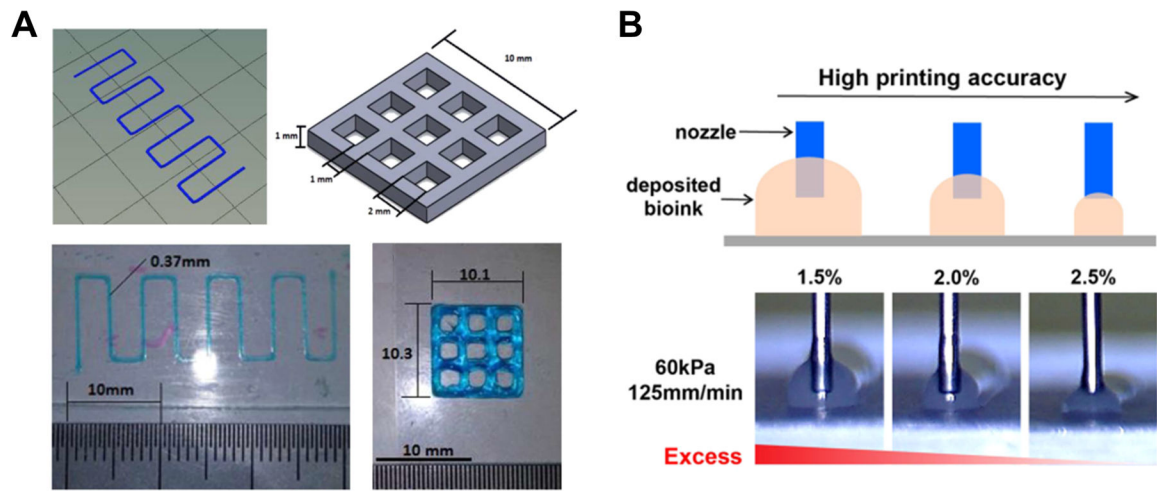 A
10 mm
1 mm
1 mm
2 mm
0.37mm
10mm
10.1
10.3
10 mm
B
High printing accuracy
nozzle
deposited
bioink
1.5%
2.0%
2.5%
60kPa
125mm/min
Excess